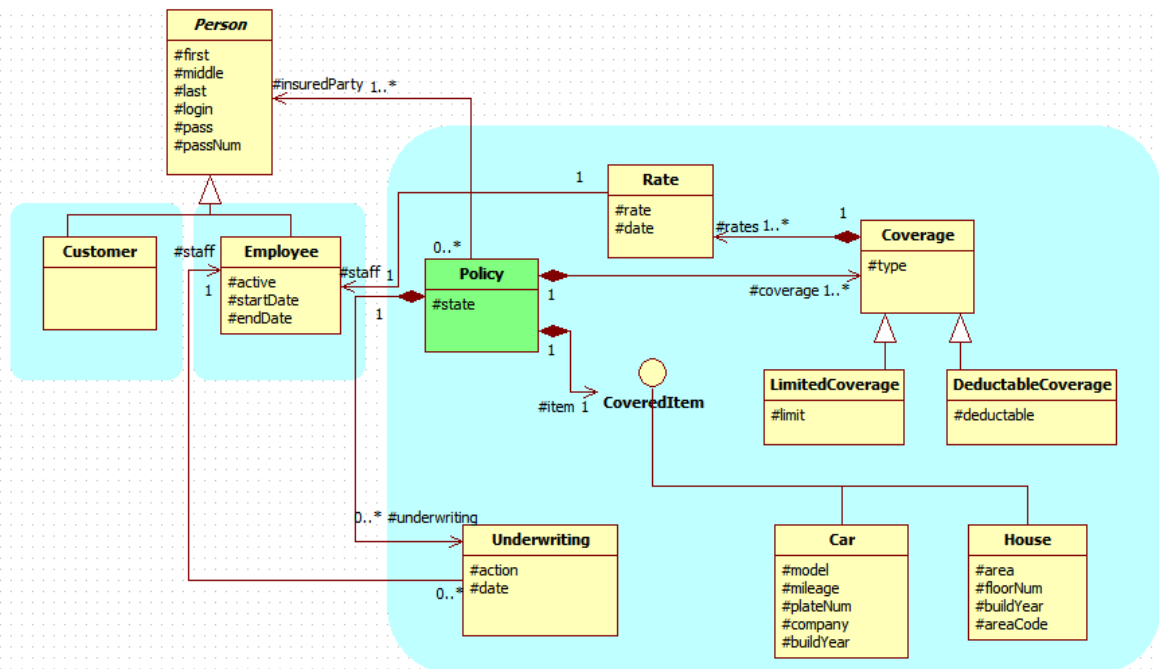 Person
#first
#middle
#last
#login
#pass
#passNum
#insuredParty 1..*
Customer
#staff
1
Employee
#active
#startDate
#endDate
1
Rate
#rate
#date
#rates 1..*
1
Coverage
#type
0..*
#staff 1
1
Policy
#state
1
#coverage 1..*
1
#item 1
CoveredItem
LimitedCoverage
#limit
DeductableCoverage
#deductable
0..* #underwriting
0..*
Underwriting
#action
#date
Car
#model
#mileage
#plateNum
#company
#buildYear
House
#area
#floorNum
#buildYear
#areaCode